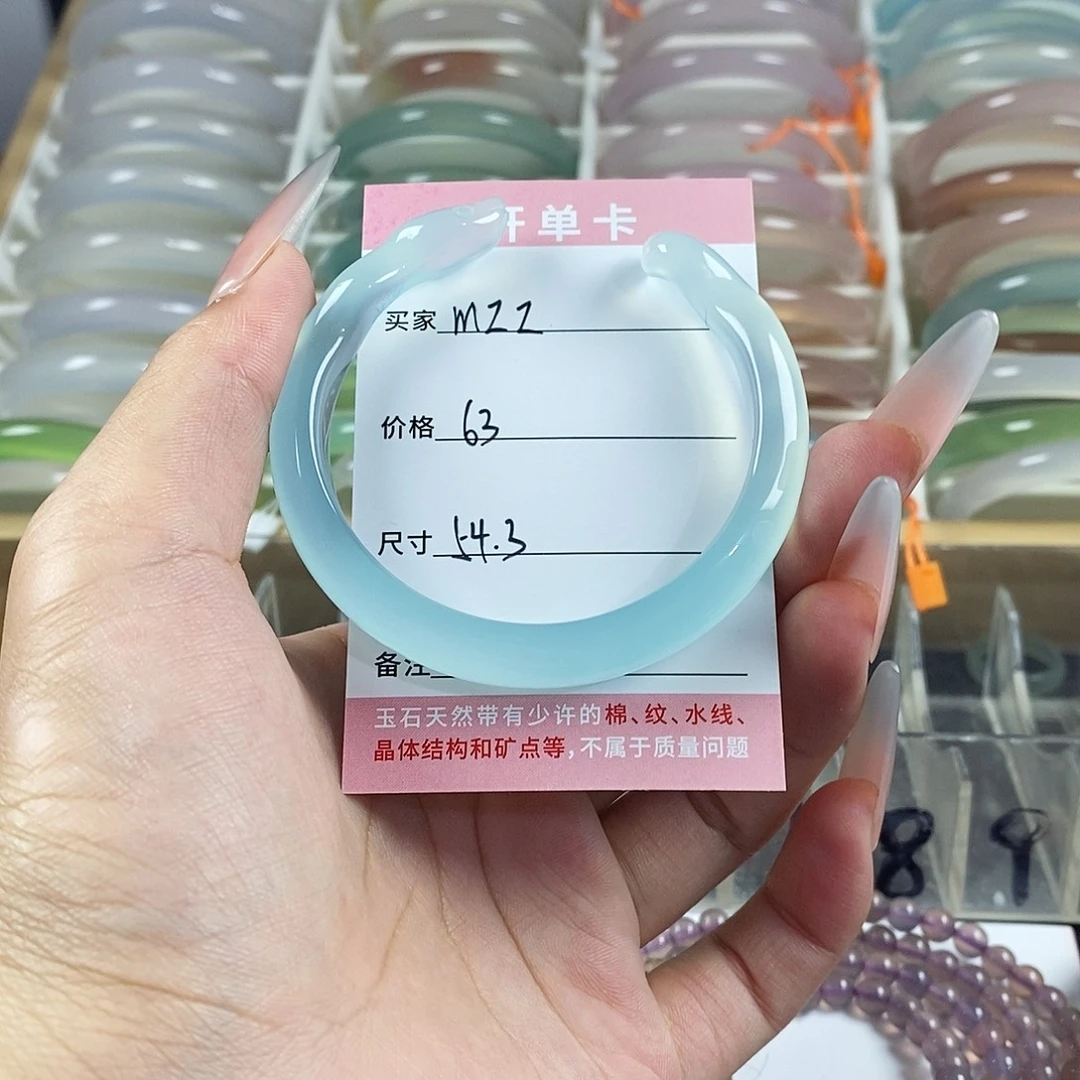 开单卡
买家 mzz
价格 63
尺寸 54.3
备注
玉石天然带有少许的棉、纹、水线、
晶体结构和矿点等,不属于质量问题
8 9